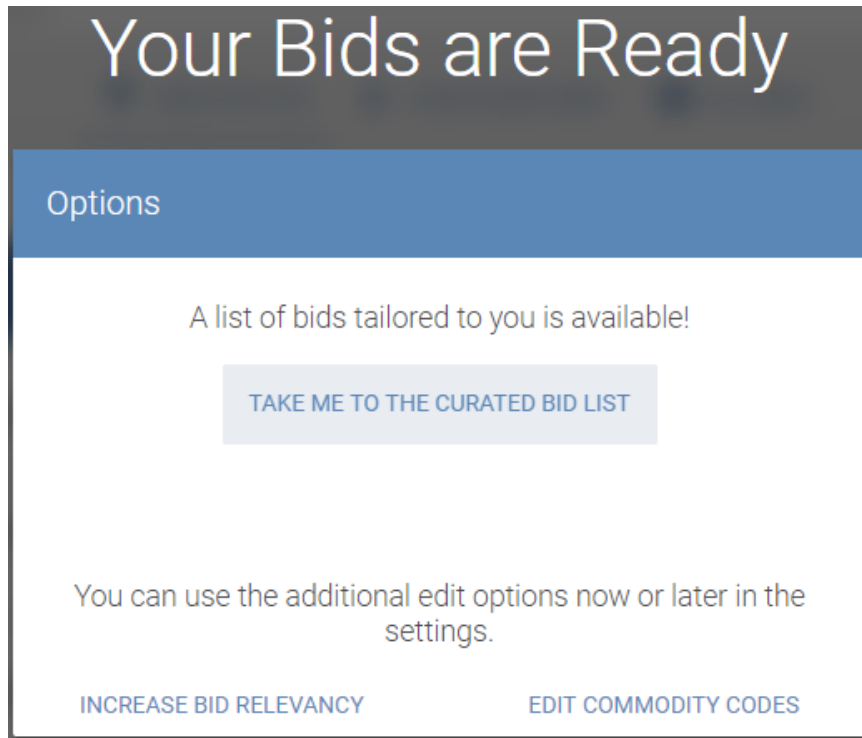 Your Bids are Ready
Options
A list of bids tailored to you is available!
TAKE ME TO THE CURATED BID LIST
You can use the additional edit options now or later in the
settings.
INCREASE BID RELEVANCY
EDIT COMMODITY CODES